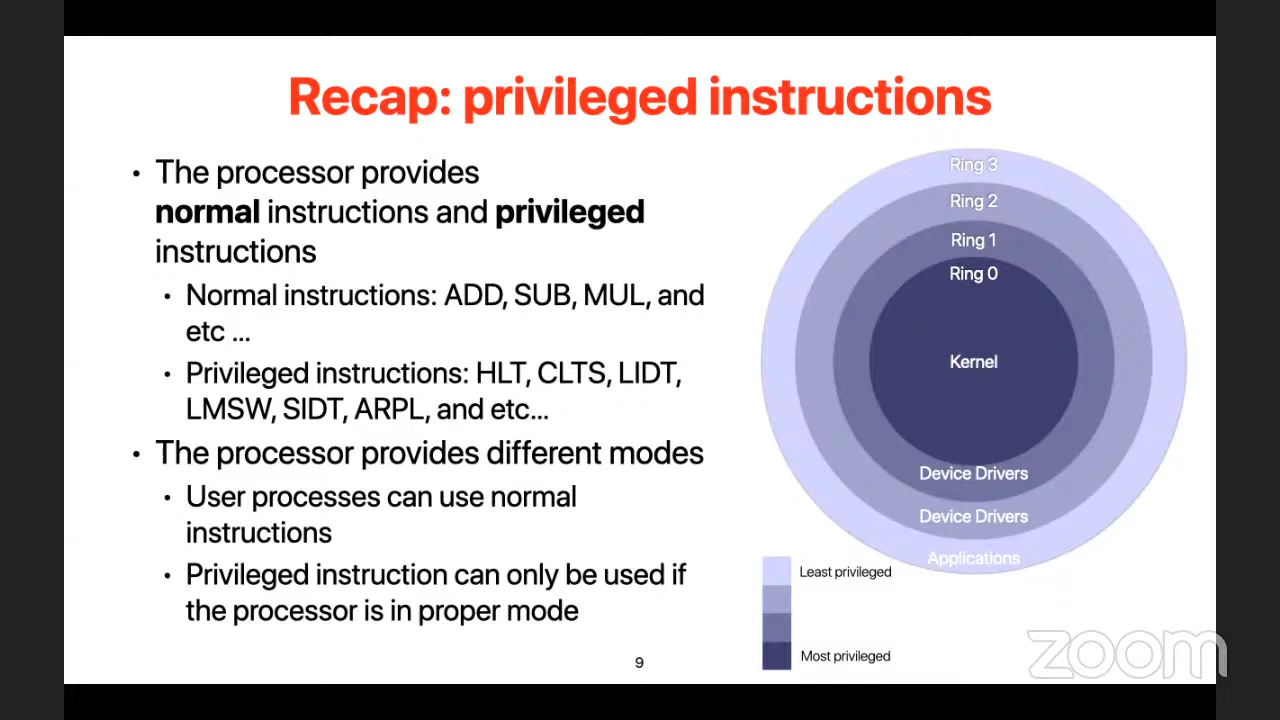 Recap: privileged instructions
• The processor provides
normal instructions and privileged
instructions
• Normal instructions: ADD, SUB, MUL, and
etc ...
• Privileged instructions: HLT, CLTS, LIDT,
LMSW, SIDT, ARPL, and etc...
• The processor provides different modes
• User processes can use normal
instructions
• Privileged instruction can only be used if
the processor is in proper mode
Ring 3
Ring 2
Ring 1
Ring 0
Kernel
Device Drivers
Device Drivers
Applications
Least privileged
Most privileged
9
zoom